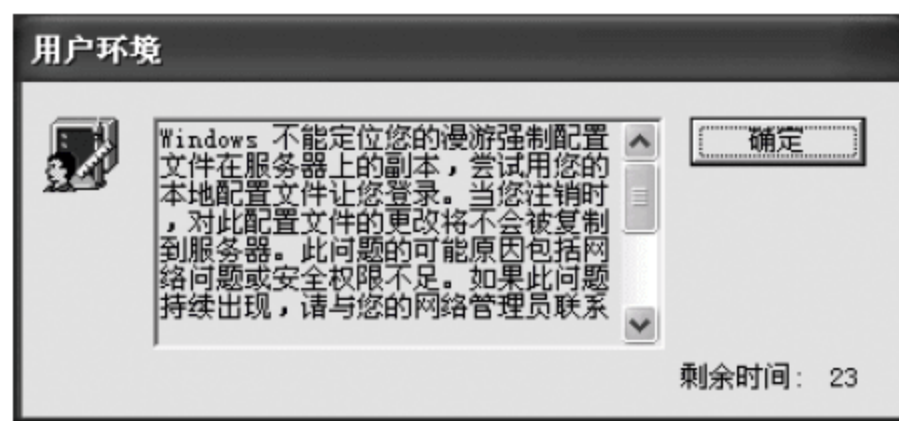 用户环境
Windows 不能定位您的漫游强制配置
文件在服务器上的副本，尝试用您的
本地配置文件让您登录。当您注销时
，对此配置文件的更改将不会被复制
到服务器。此问题的可能原因包括网
络问题或安全权限不足。如果此问题
持续出现，请与您的网络管理员联系
确定
剩余时间： 23